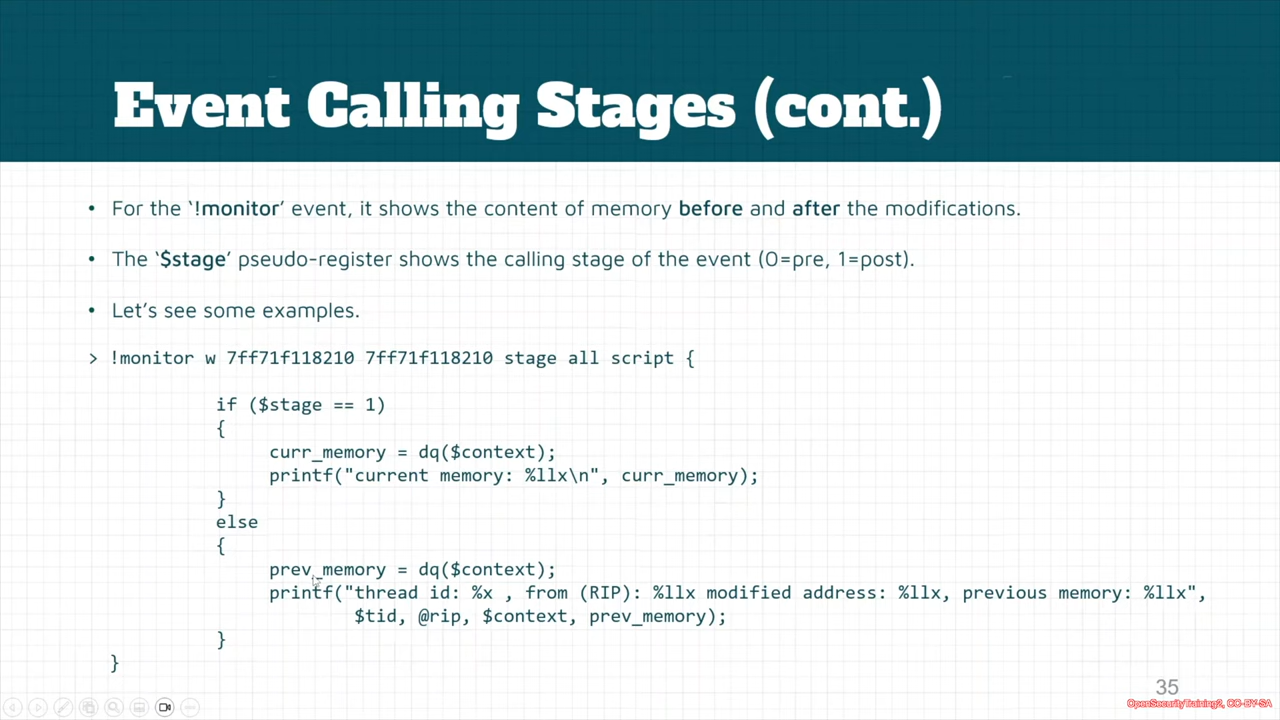 Event Calling Stages (cont.)
• For the ‘!monitor’ event, it shows the content of memory before and after the modifications.
• The ‘$stage’ pseudo-register shows the calling stage of the event (0=pre, 1=post).
• Let’s see some examples.
> !monitor w 7ff71f118210 7ff71f118210 stage all script {
if ($stage == 1)
{
curr_memory = dq($context);
printf("current memory: %llx\n", curr_memory);
}
else
{
prev_memory = dq($context);
printf("thread id: %x , from (RIP): %llx modified address: %llx, previous memory: %llx",
$tid, @rip, $context, prev_memory);
}
}
35
OpenSecurityTraining2, CC-BY-SA